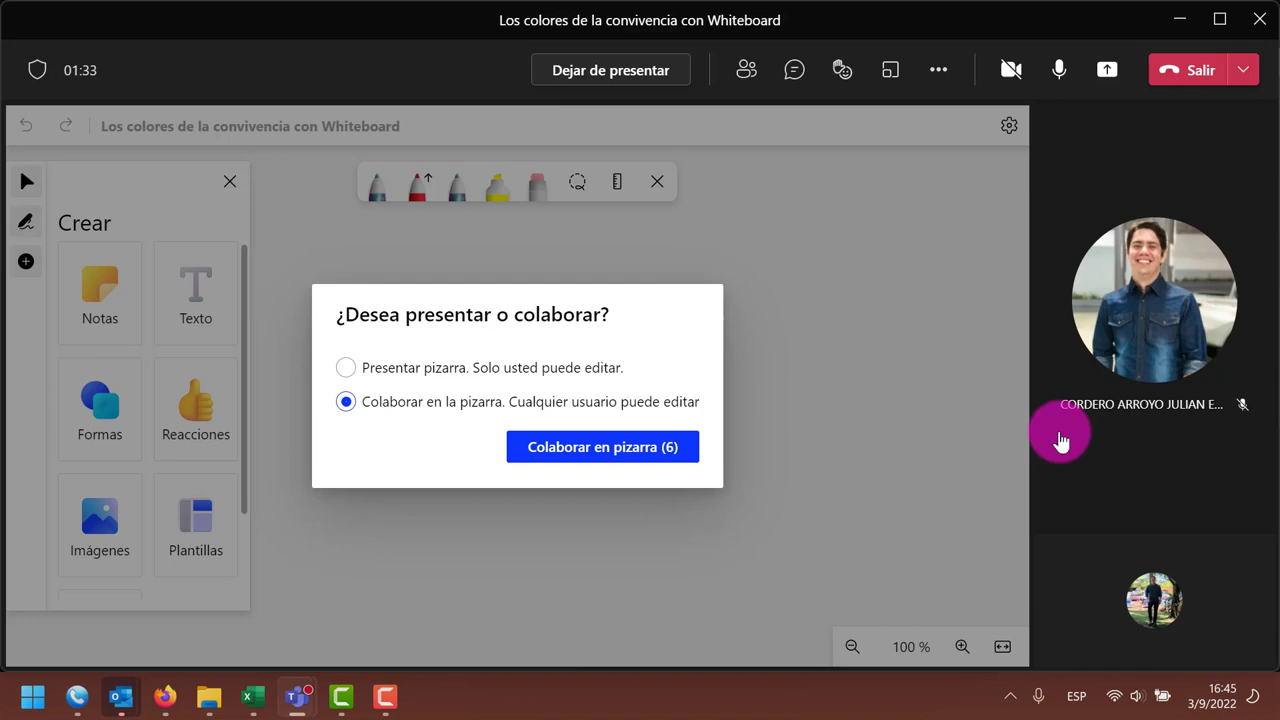 Los colores de la convivencia con Whiteboard
01:33
Dejar de presentar
Salir
Los colores de la convivencia con Whiteboard
Crear
Notas
Texto
Formas
Reacciones
Imágenes
Plantillas
¿Desea presentar o colaborar?
Presentar pizarra. Solo usted puede editar.
Colaborar en la pizarra. Cualquier usuario puede editar
Colaborar en pizarra (6)
CORDERO ARROYO JULIAN E...
100 %
ESP
16:45
3/9/2022